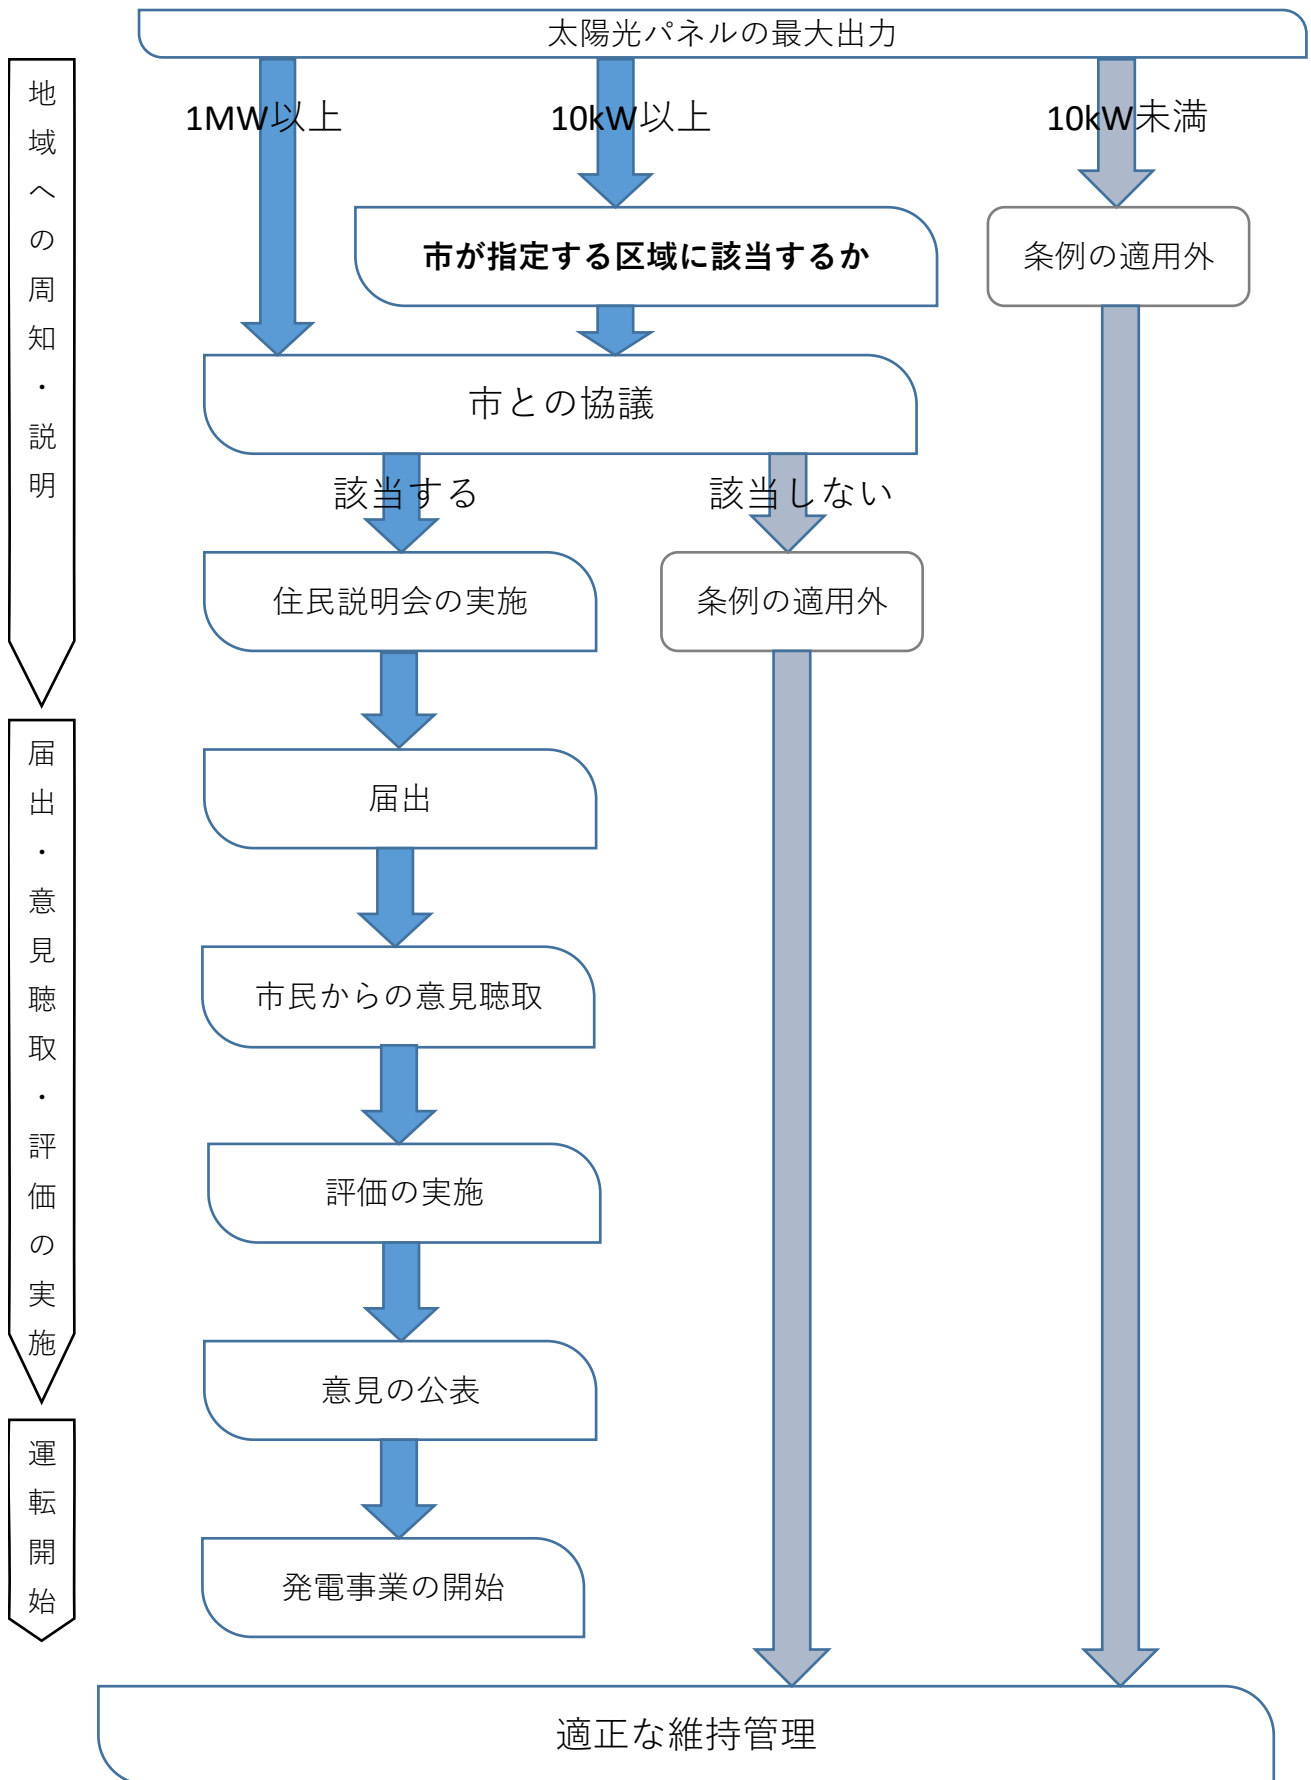 太陽光パネルの最大出力
地域への周知・説明
1MW以上
10kW以上
10kW未満
市が指定する区域に該当するか
条例の適用外
市との協議
該当する
該当しない
住民説明会の実施
条例の適用外
届出・意見聴取・評価の実施
届出
市民からの意見聴取
評価の実施
意見の公表
運転開始
発電事業の開始
適正な維持管理